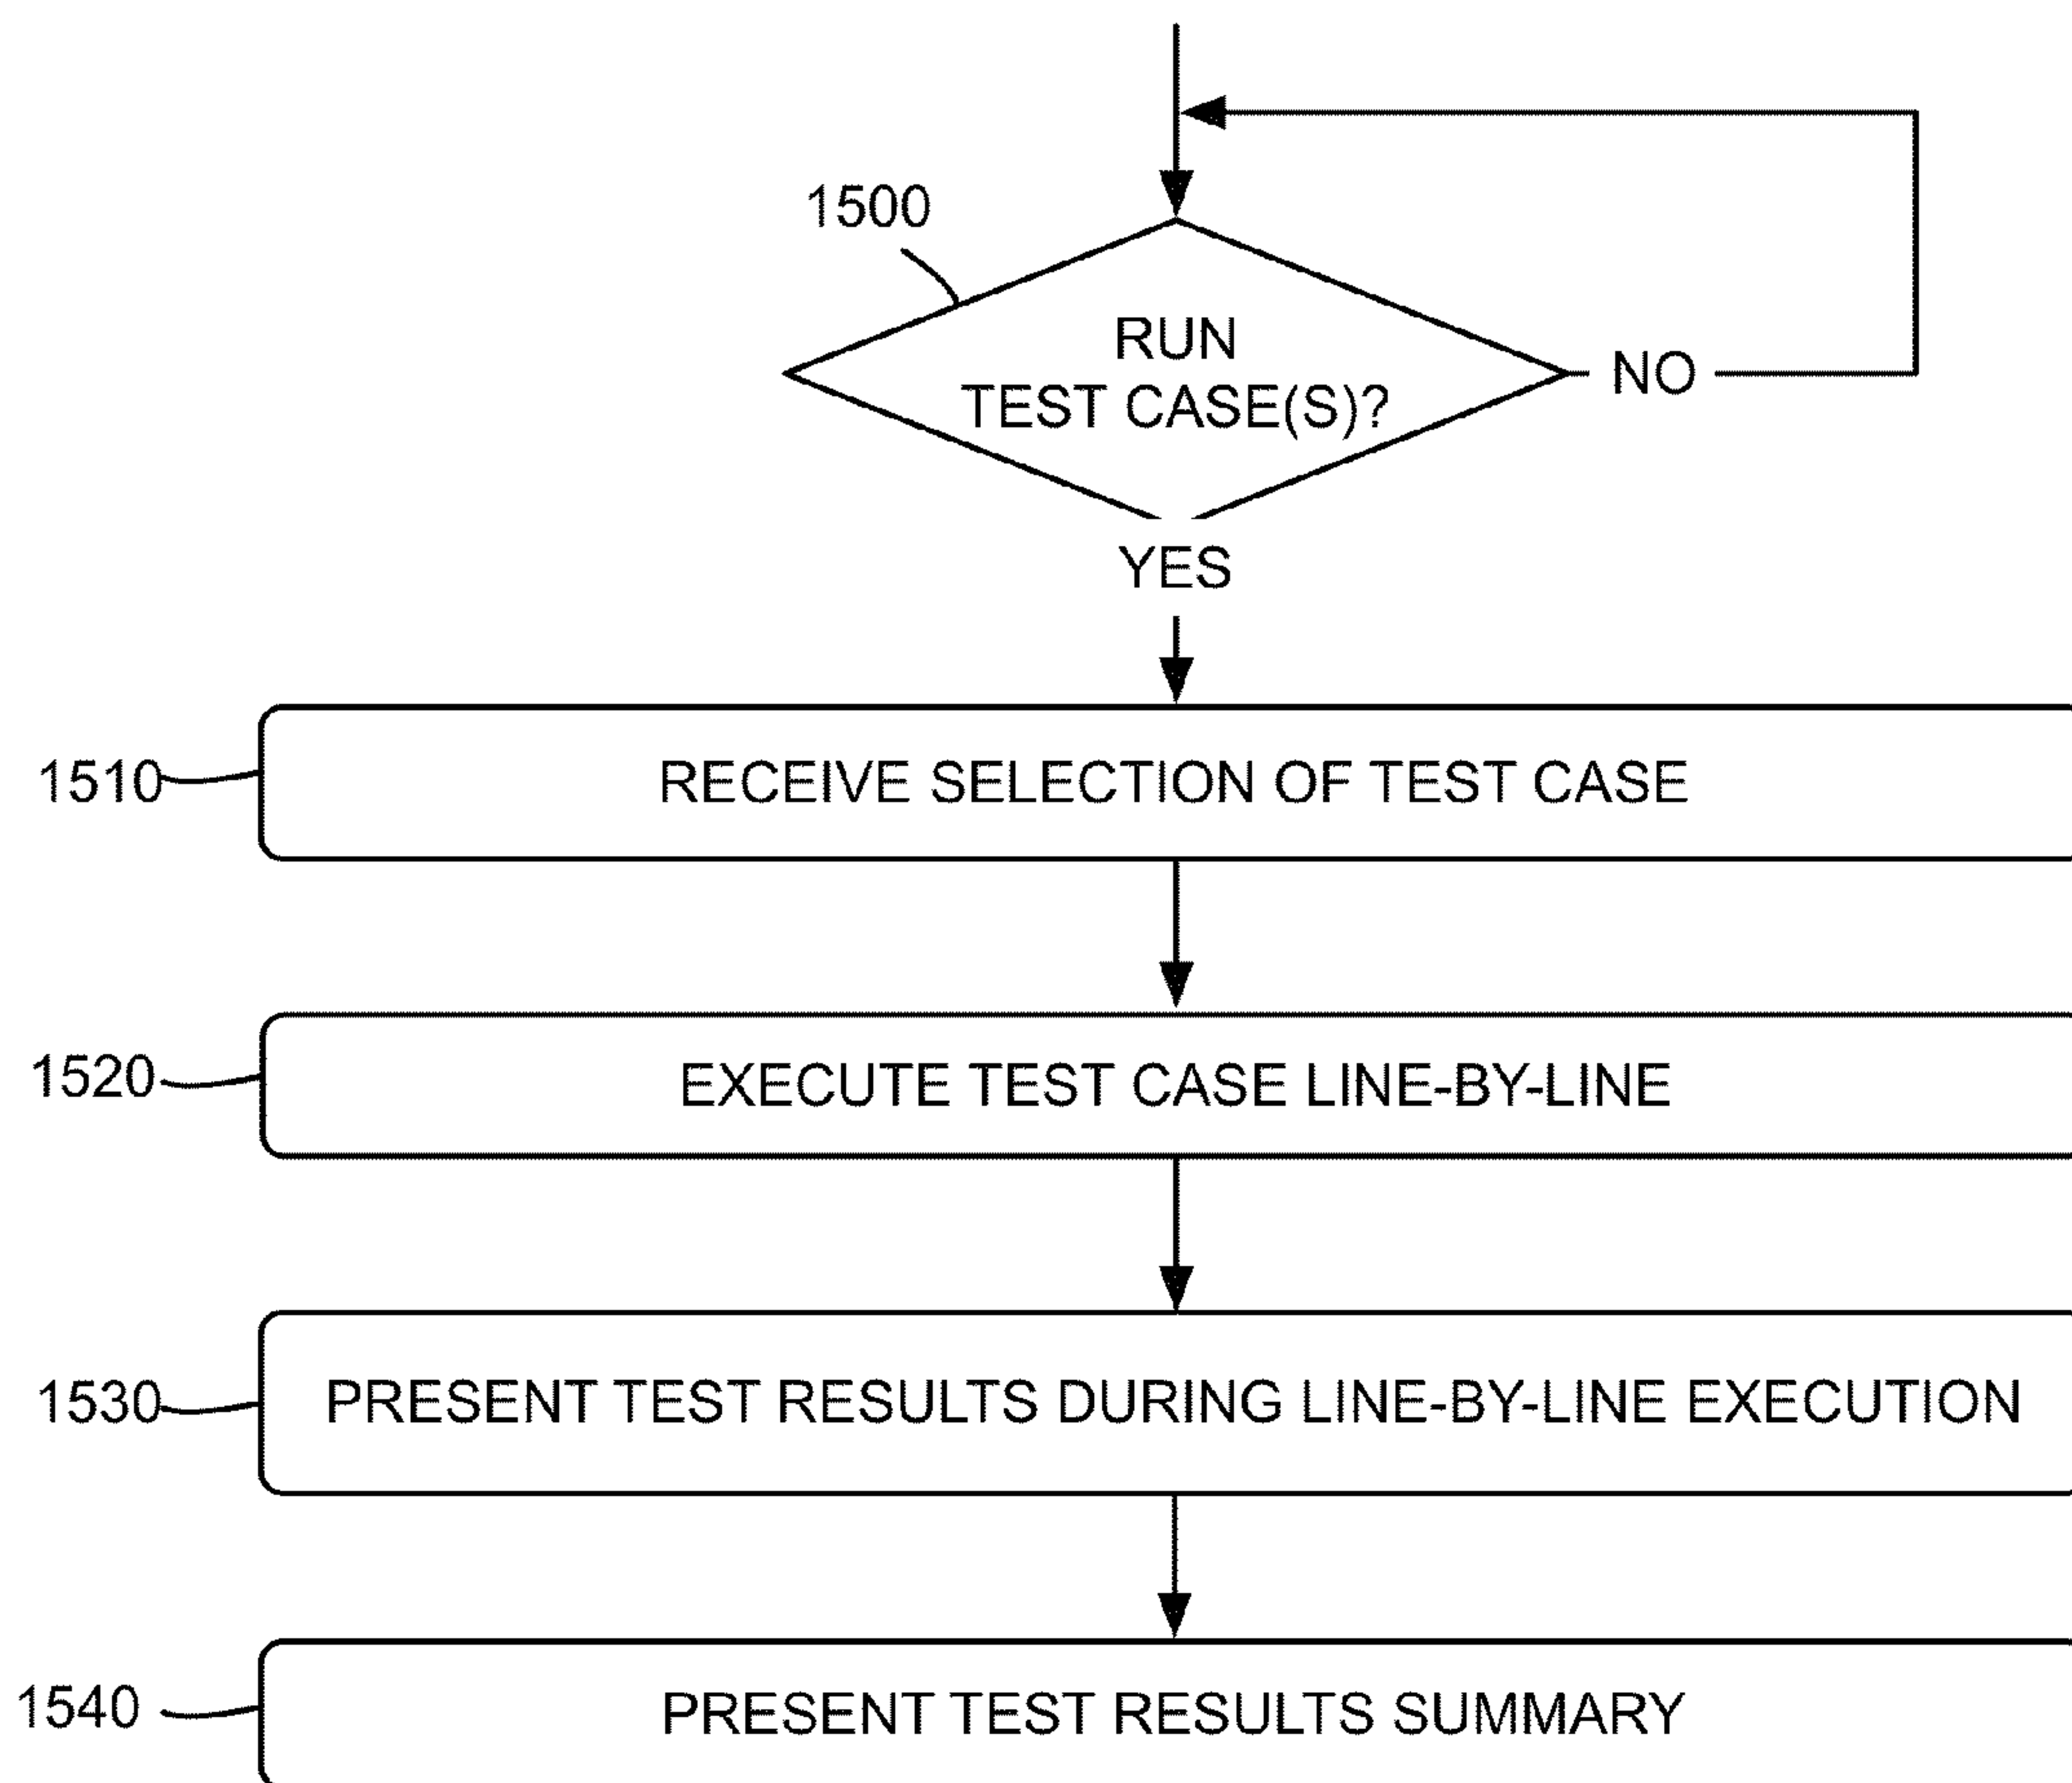 1500
RUN
TEST CASE(S)?
NO
YES
1510
RECEIVE SELECTION OF TEST CASE
1520
EXECUTE TEST CASE LINE-BY-LINE
1530
PRESENT TEST RESULTS DURING LINE-BY-LINE EXECUTION
1540
PRESENT TEST RESULTS SUMMARY